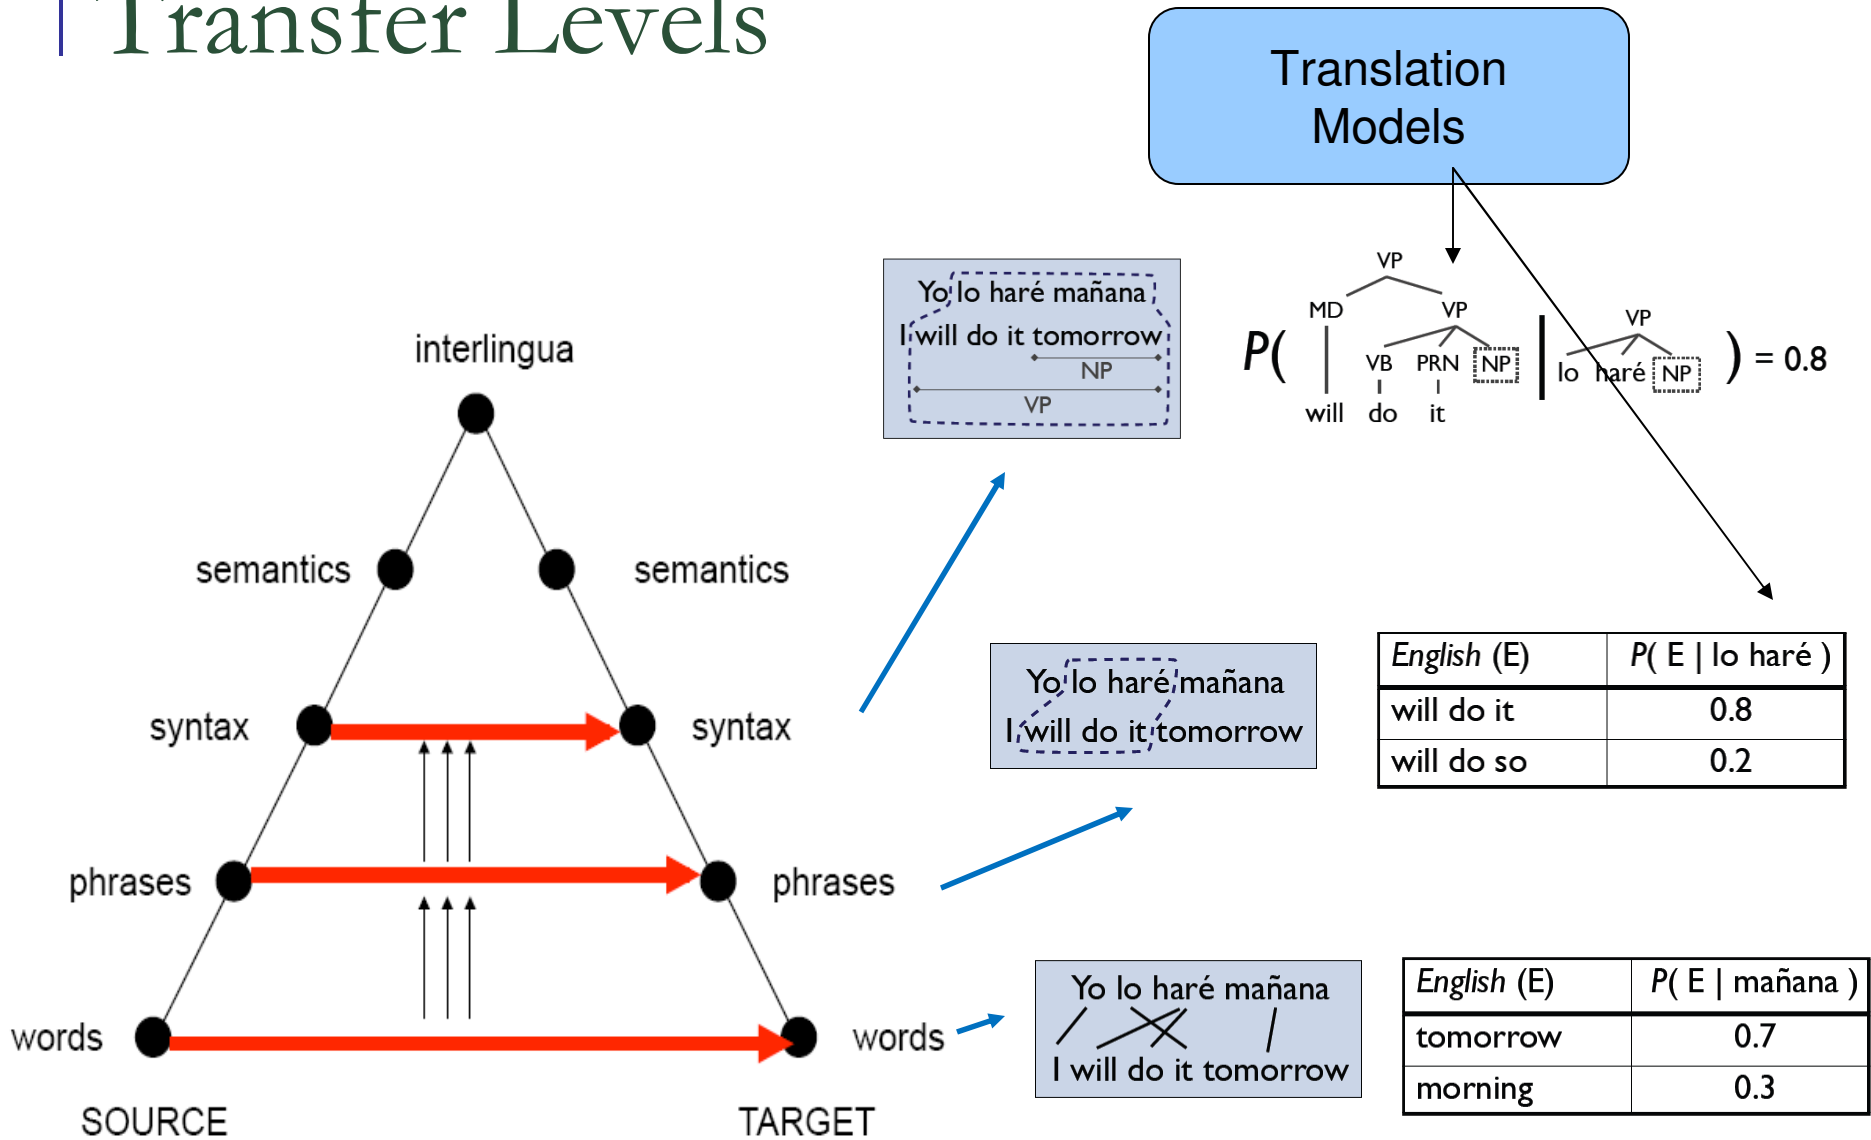 Transfer Levels
Translation
Models
interlingua
semantics
semantics
syntax
syntax
phrases
phrases
words
words
SOURCE
TARGET
Yo lo haré mañana
I will do it tomorrow
NP
VP
P( VP MD VP VB PRN NP will do it | VP lo haré NP ) = 0.8
Yo lo haré mañana
I will do it tomorrow
English (E) P( E | lo haré )
will do it 0.8
will do so 0.2
Yo lo haré mañana
I will do it tomorrow
English (E) P( E | mañana )
tomorrow 0.7
morning 0.3